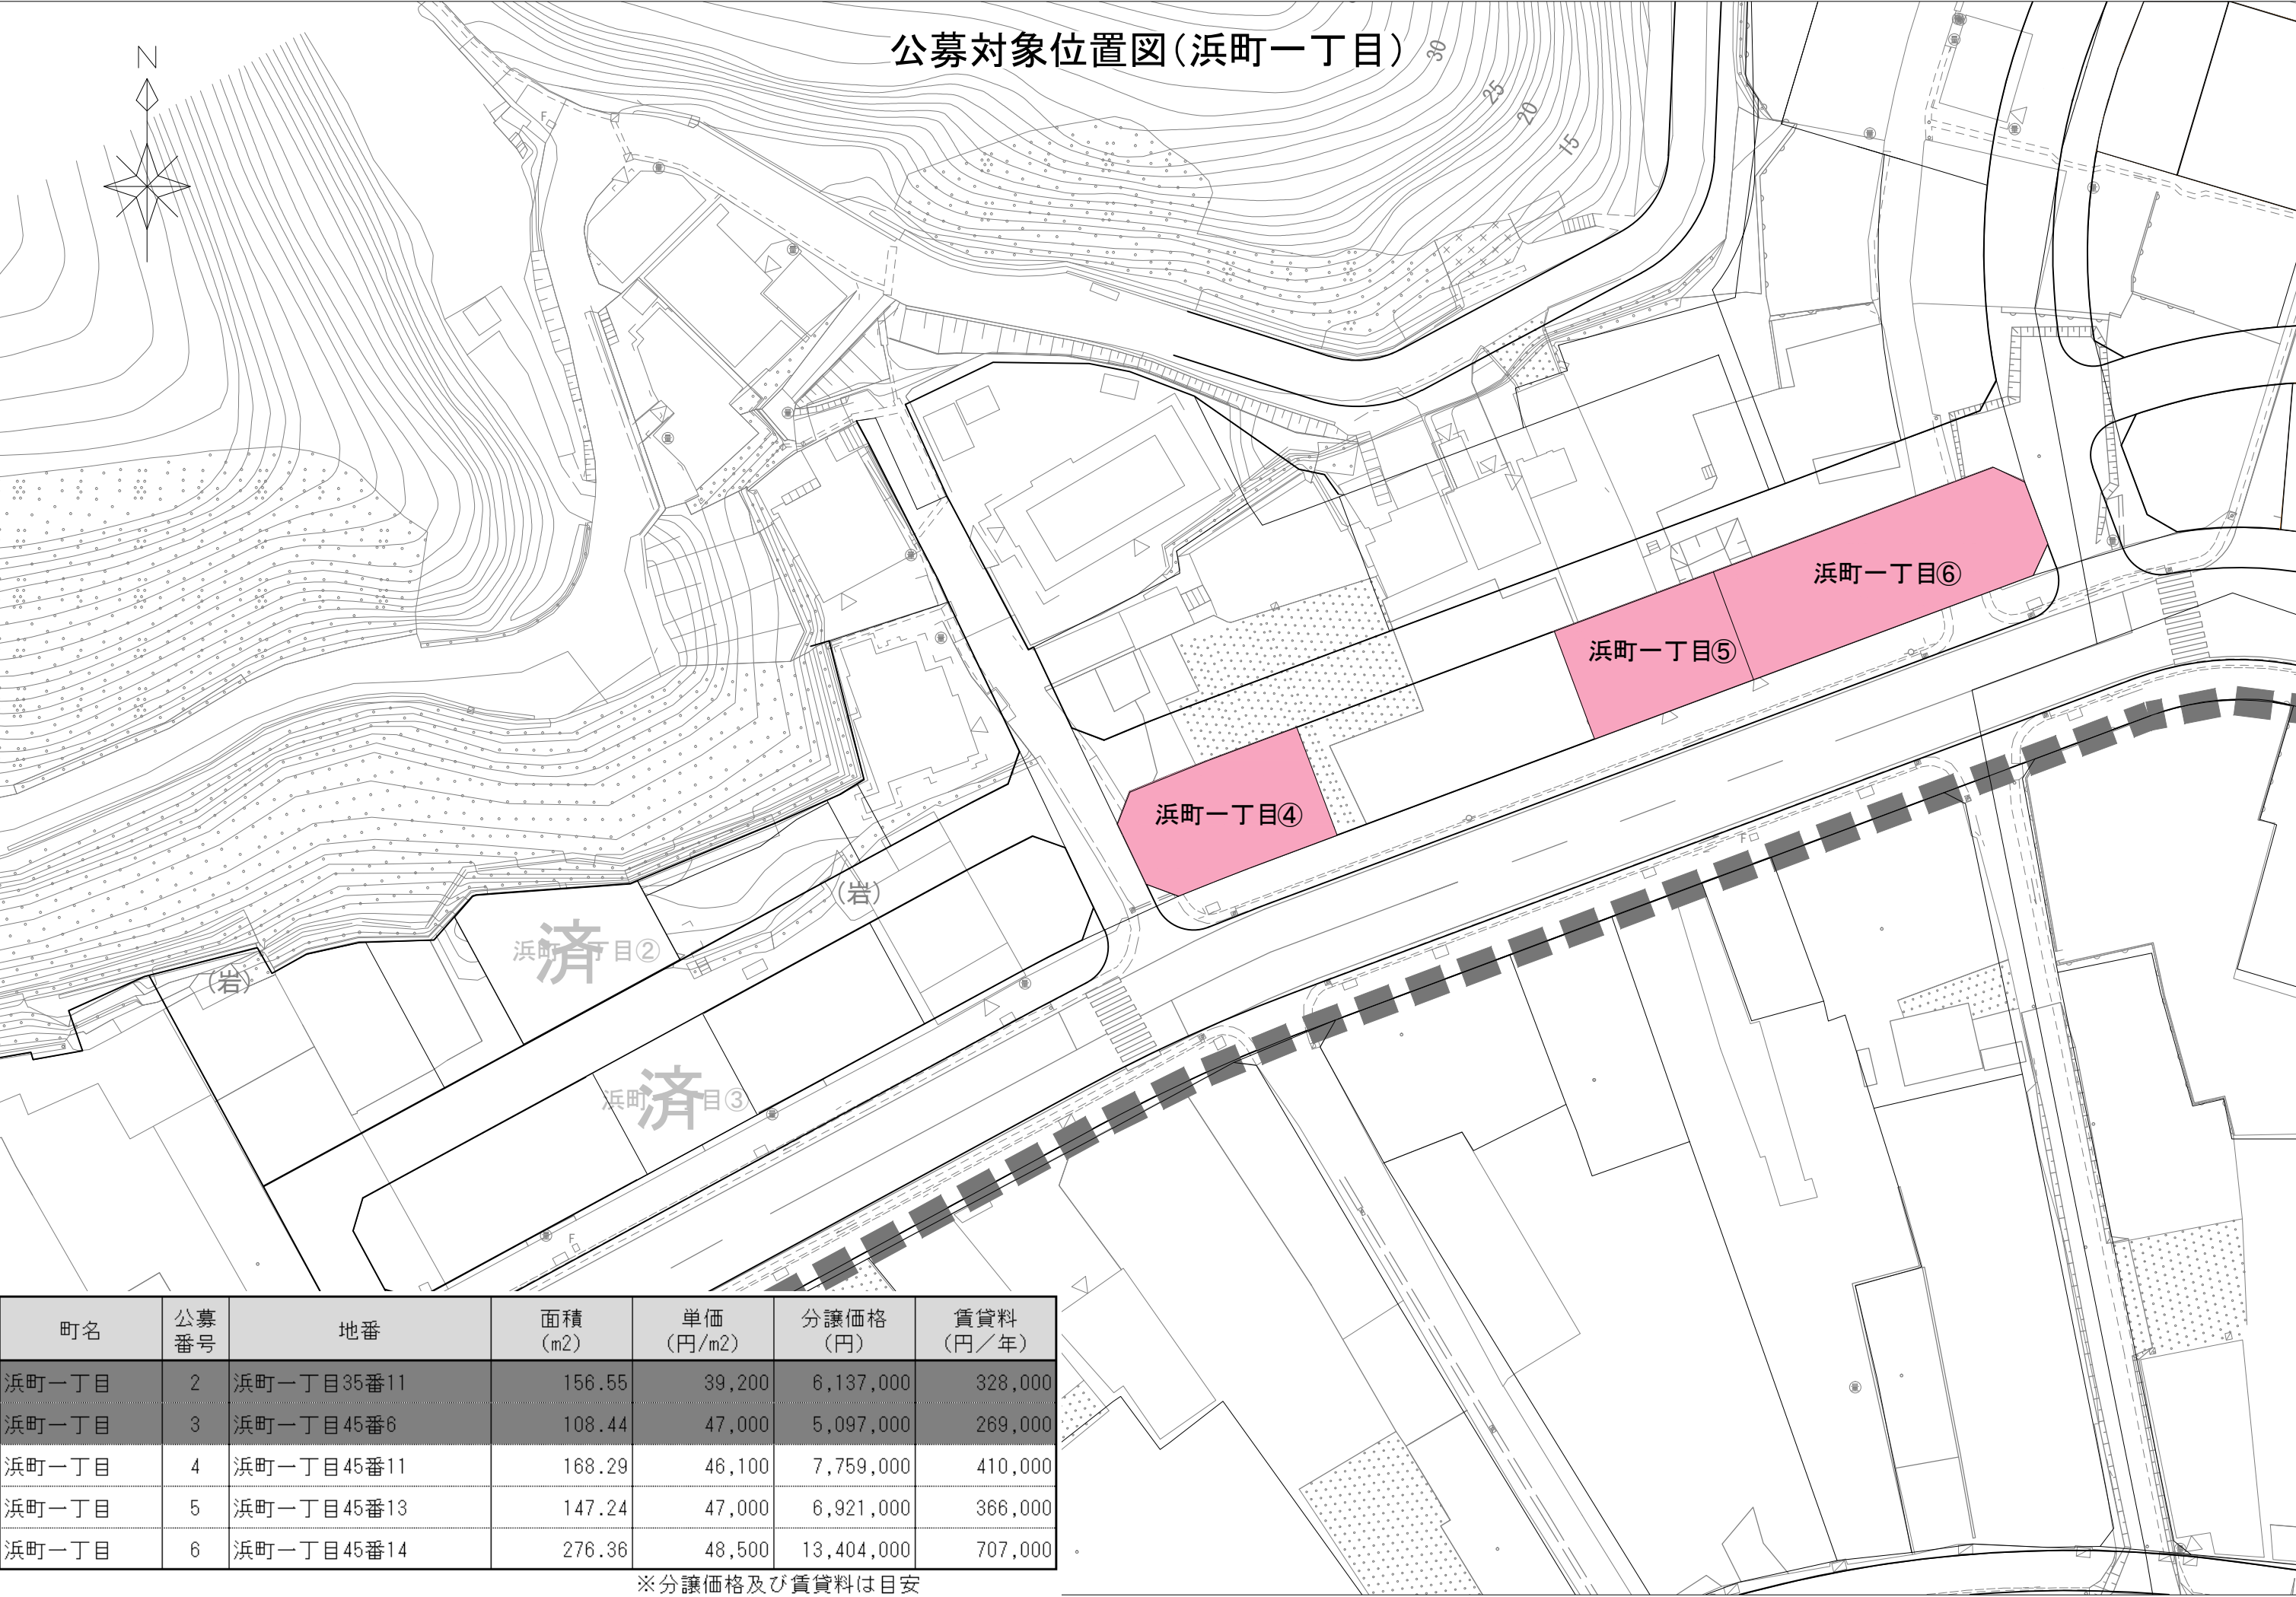 公募対象位置図(浜町一丁目)
N
30
25
20
15
F
浜町一丁目⑥
浜町一丁目⑤
浜町一丁目④
F
(岩)
浜町一丁目②
済
(岩)
浜町 目③
済
F
町名 公募番号 地番 面積(m2) 単価(円/m2) 分譲価格(円) 賃貸料(円/年)
浜町一丁目 2 浜町一丁目35番11 156.55 39,200 6,137,000 328,000
浜町一丁目 3 浜町一丁目45番6 108.44 47,000 5,097,000 269,000
浜町一丁目 4 浜町一丁目45番11 168.29 46,100 7,759,000 410,000
浜町一丁目 5 浜町一丁目45番13 147.24 47,000 6,921,000 366,000
浜町一丁目 6 浜町一丁目45番14 276.36 48,500 13,404,000 707,000
※分譲価格及び賃貸料は目安